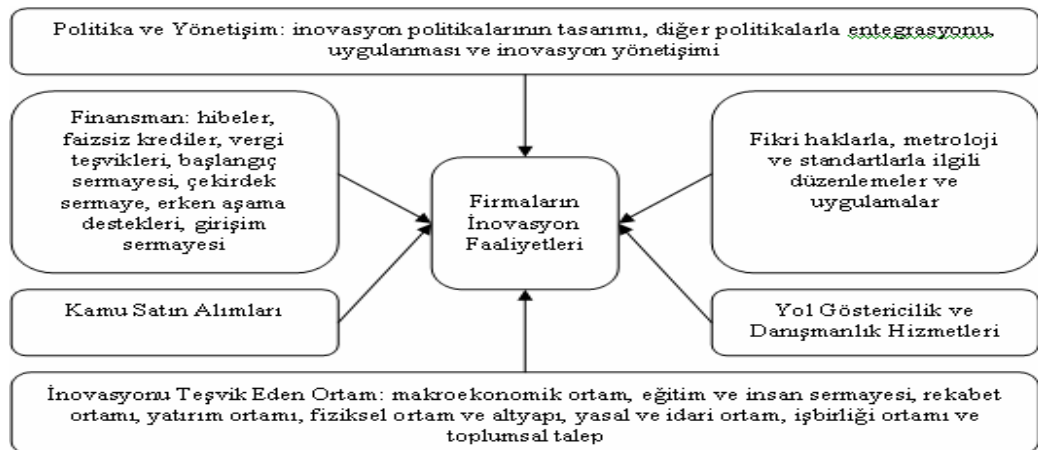 Politika ve Yönetişim: inovasyon politikalarının tasarımı, diğer politikalarla entegrasyonu,
uygulanması ve inovasyon yönetişimi
Finansman: hibeler,
faizsiz krediler, vergi
teşvikleri, başlangıç
sermayesi, çekirdek
sermaye, erken aşama
destekleri, girişim
sermayesi
Firmaların
İnovasyon
Faaliyetleri
Fikri haklarla, metroloji
ve standartlarla ilgili
düzenlemeler ve
uygulamalar
Kamu Satın Alımları
Yol Göstericilik ve
Danışmanlık Hizmetleri
İnovasyonu Teşvik Eden Ortam: makroekonomik ortam, eğitim ve insan sermayesi, rekabet
ortamı, yatırım ortamı, fiziksel ortam ve altyapı, yasal ve idari ortam, işbirliği ortamı ve
toplumsal talep